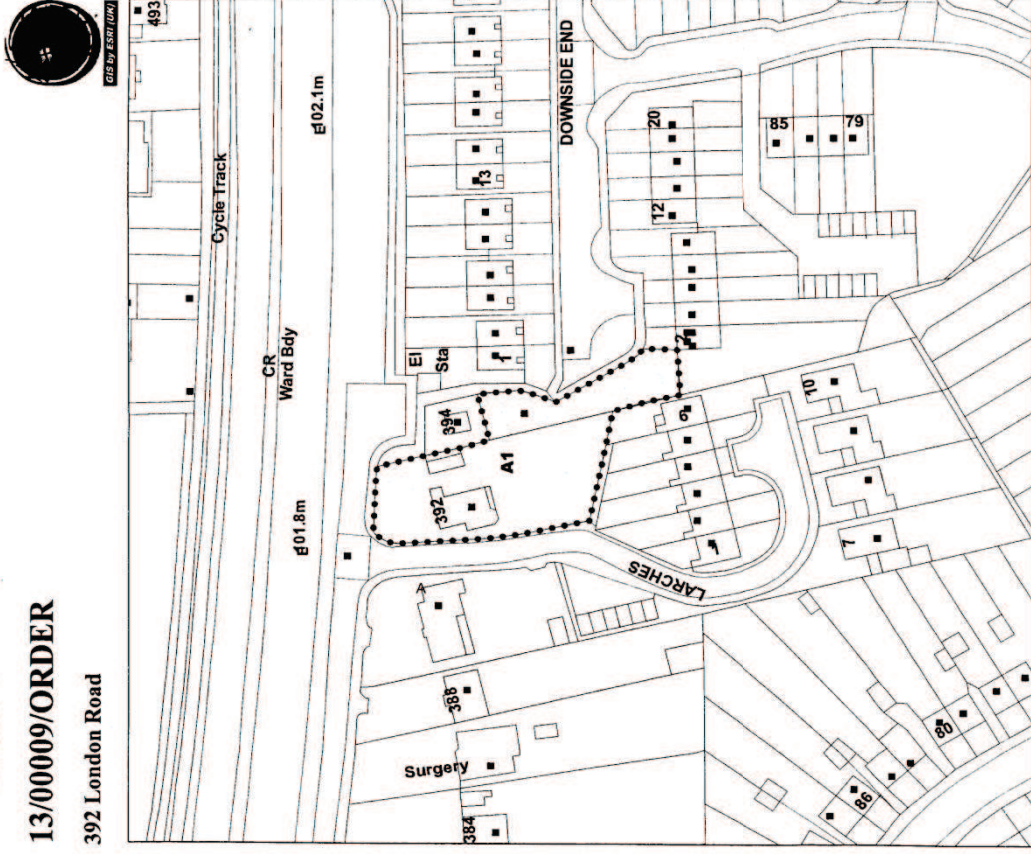 13/00009/ORDER
392 London Road
GIS by ESRI (UK)
493
Cycle Track
102.1m
CR
Ward Bdy
101.8m
El
Sta
13
1
DOWNSIDE END
20
12
2
85
79
394
392
A1
6
1
LARCHES
10
7
A
388
Surgery
384
80
86